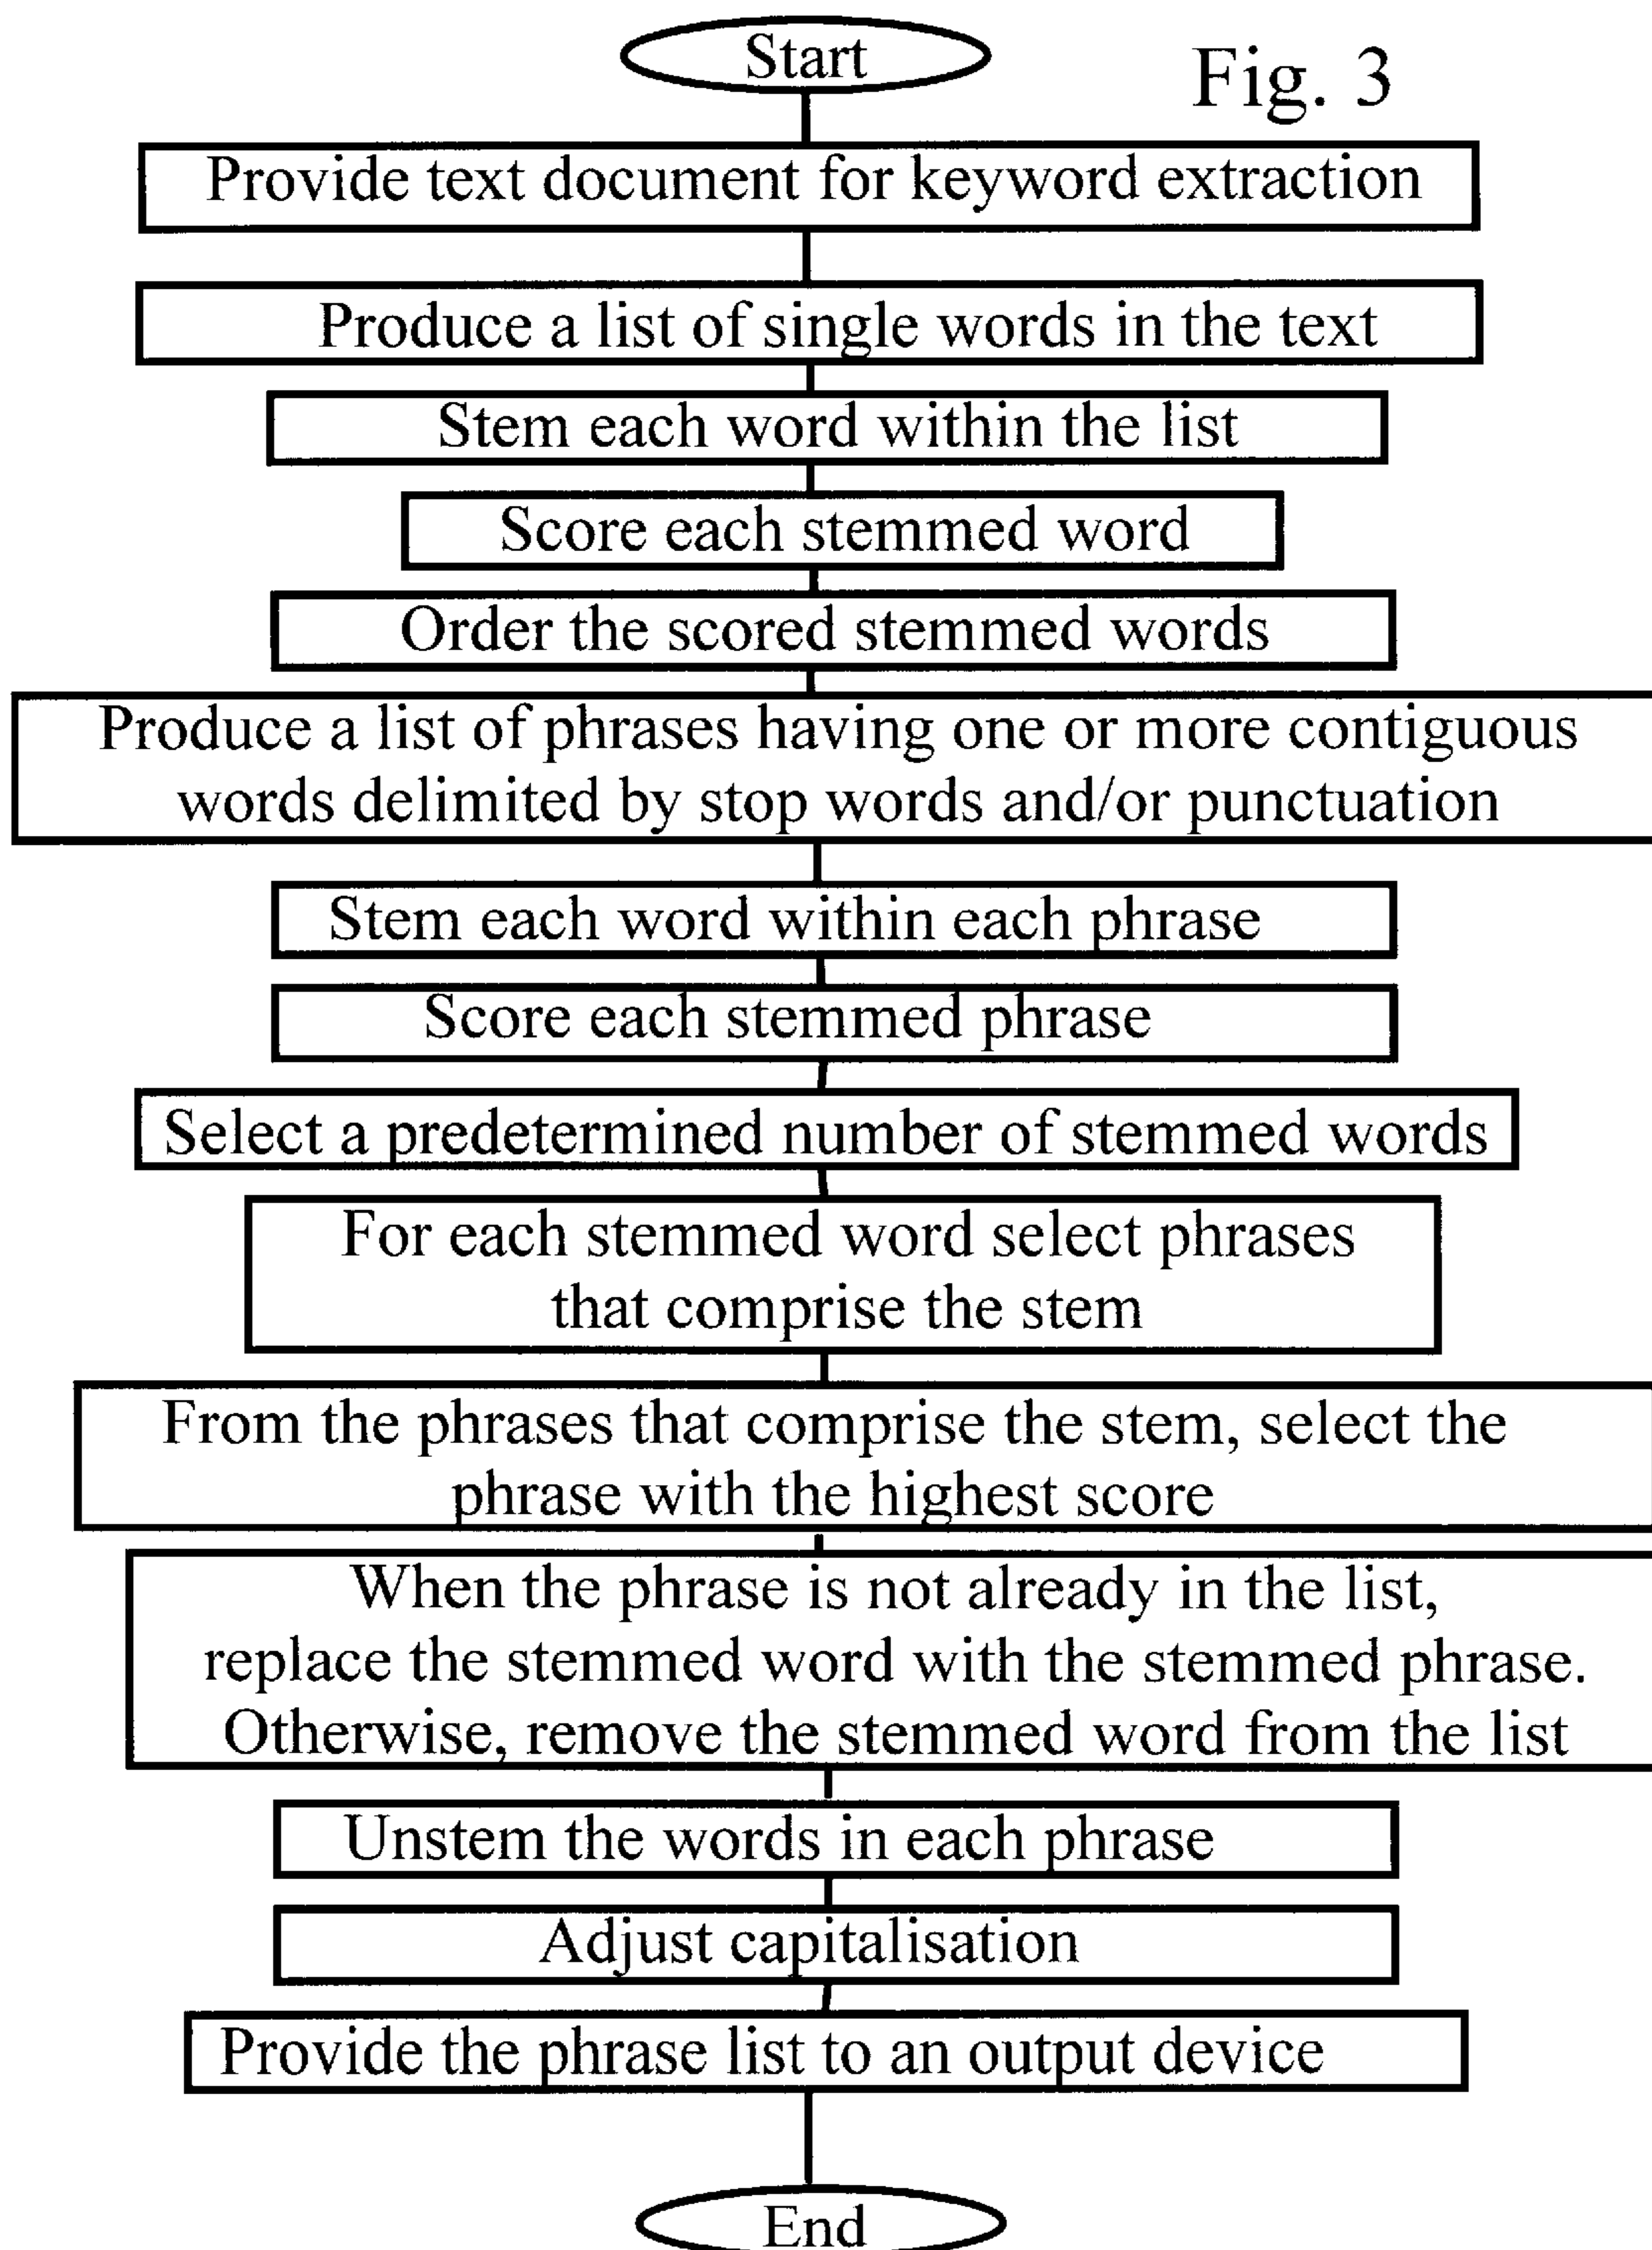 Start
Fig. 3
Provide text document for keyword extraction
Produce a list of single words in the text
Stem each word within the list
Score each stemmed word
Order the scored stemmed words
Produce a list of phrases having one or more contiguous
words delimited by stop words and/or punctuation
Stem each word within each phrase
Score each stemmed phrase
Select a predetermined number of stemmed words
For each stemmed word select phrases
that comprise the stem
From the phrases that comprise the stem, select the
phrase with the highest score
When the phrase is not already in the list,
replace the stemmed word with the stemmed phrase.
Otherwise, remove the stemmed word from the list
Unstem the words in each phrase
Adjust capitalisation
Provide the phrase list to an output device
End